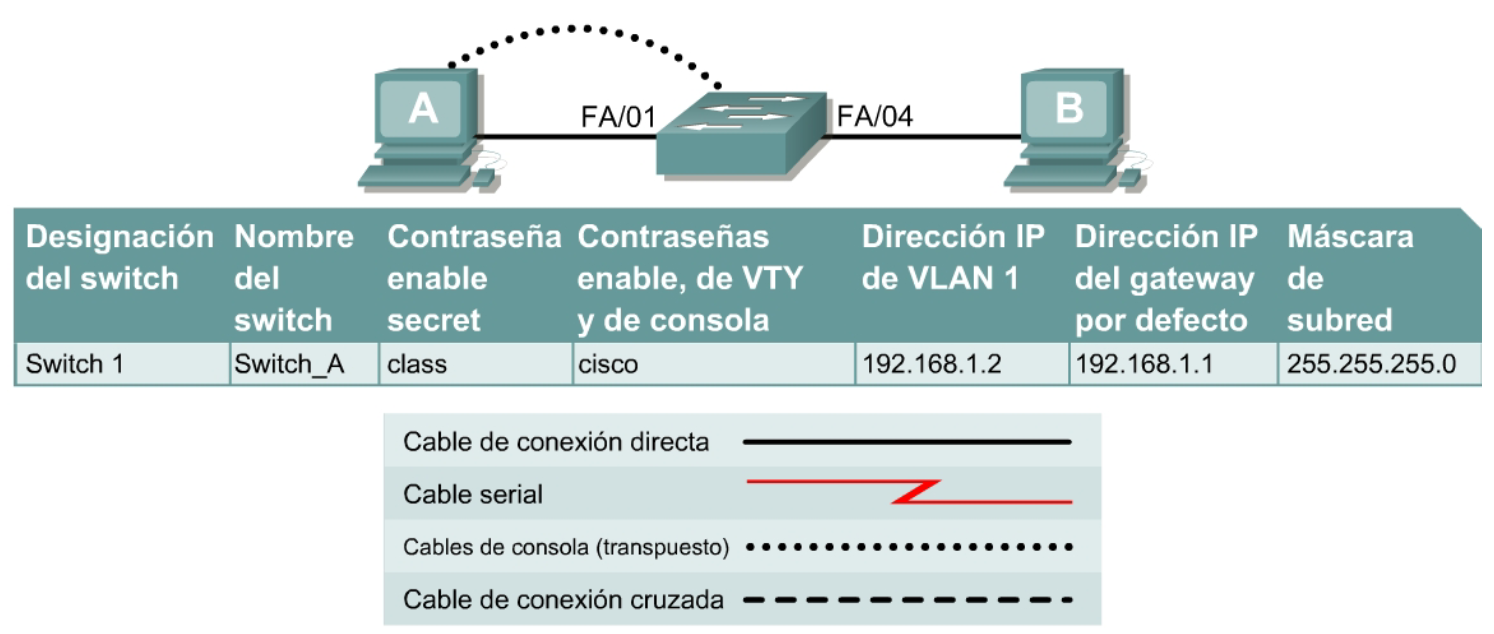 A
FA/01
FA/04
B
Designación Nombre Contraseña Contraseñas Dirección IP Dirección IP Máscara
del switch del enable enable, de VTY de VLAN 1 del gateway de
switch secret y de consola por defecto subred
Switch 1 Switch_A class cisco 192.168.1.2 192.168.1.1 255.255.255.0
Cable de conexión directa
Cable serial
Cables de consola (transpuesto)
Cable de conexión cruzada